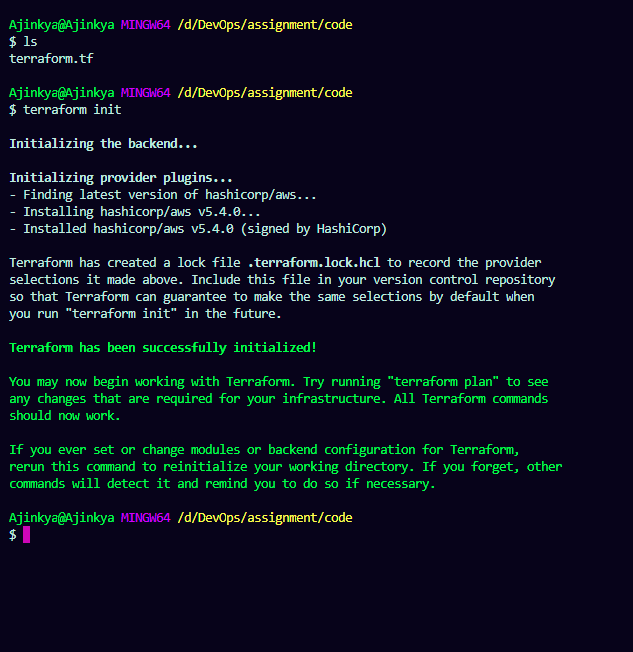 Ajinkya@Ajinkya MINGW64 /d/DevOps/assignment/code
$ ls
terraform.tf
Ajinkya@Ajinkya MINGW64 /d/DevOps/assignment/code
$ terraform init
Initializing the backend...
Initializing provider plugins...
- Finding latest version of hashicorp/aws...
- Installing hashicorp/aws v5.4.0...
- Installed hashicorp/aws v5.4.0 (signed by HashiCorp)
Terraform has created a lock file .terraform.lock.hcl to record the provider
selections it made above. Include this file in your version control repository
so that Terraform can guarantee to make the same selections by default when
you run "terraform init" in the future.
Terraform has been successfully initialized!
You may now begin working with Terraform. Try running "terraform plan" to see
any changes that are required for your infrastructure. All Terraform commands
should now work.
If you ever set or change modules or backend configuration for Terraform,
rerun this command to reinitialize your working directory. If you forget, other
commands will detect it and remind you to do so if necessary.
Ajinkya@Ajinkya MINGW64 /d/DevOps/assignment/code
$